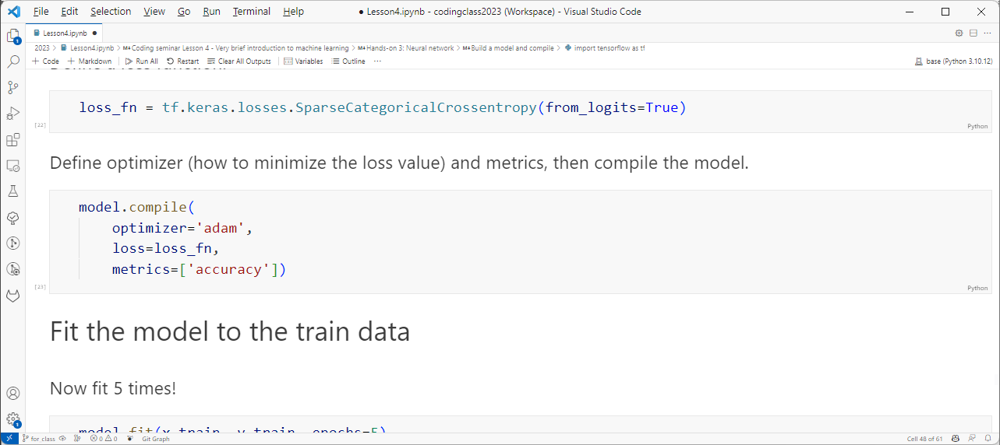 File Edit Selection View Go Run Terminal Help ● Lesson4.ipynb - codingclass2023 (Workspace) - Visual Studio Code
Lesson4.ipynb ●
2023 > Lesson4.ipynb > M↓Coding seminar Lesson 4 - Very brief introduction to machine learning > M↓Hands-on 3: Neural network > M↓Build a model and compile > import tensorflow as tf
+ Code + Markdown Run All Restart Clear All Outputs Variables Outline ··· base (Python 3.10.12)
Define a loss function.
loss_fn = tf.keras.losses.SparseCategoricalCrossentropy(from_logits=True)
[22]
Python
Define optimizer (how to minimize the loss value) and metrics, then compile the model.
model.compile(
optimizer='adam',
loss=loss_fn,
metrics=['accuracy'])
[23]
Python
Fit the model to the train data
Now fit 5 times!
model.fit(x_train, y_train, epochs=5)
for_class 0 0 Git Graph Cell 48 of 61